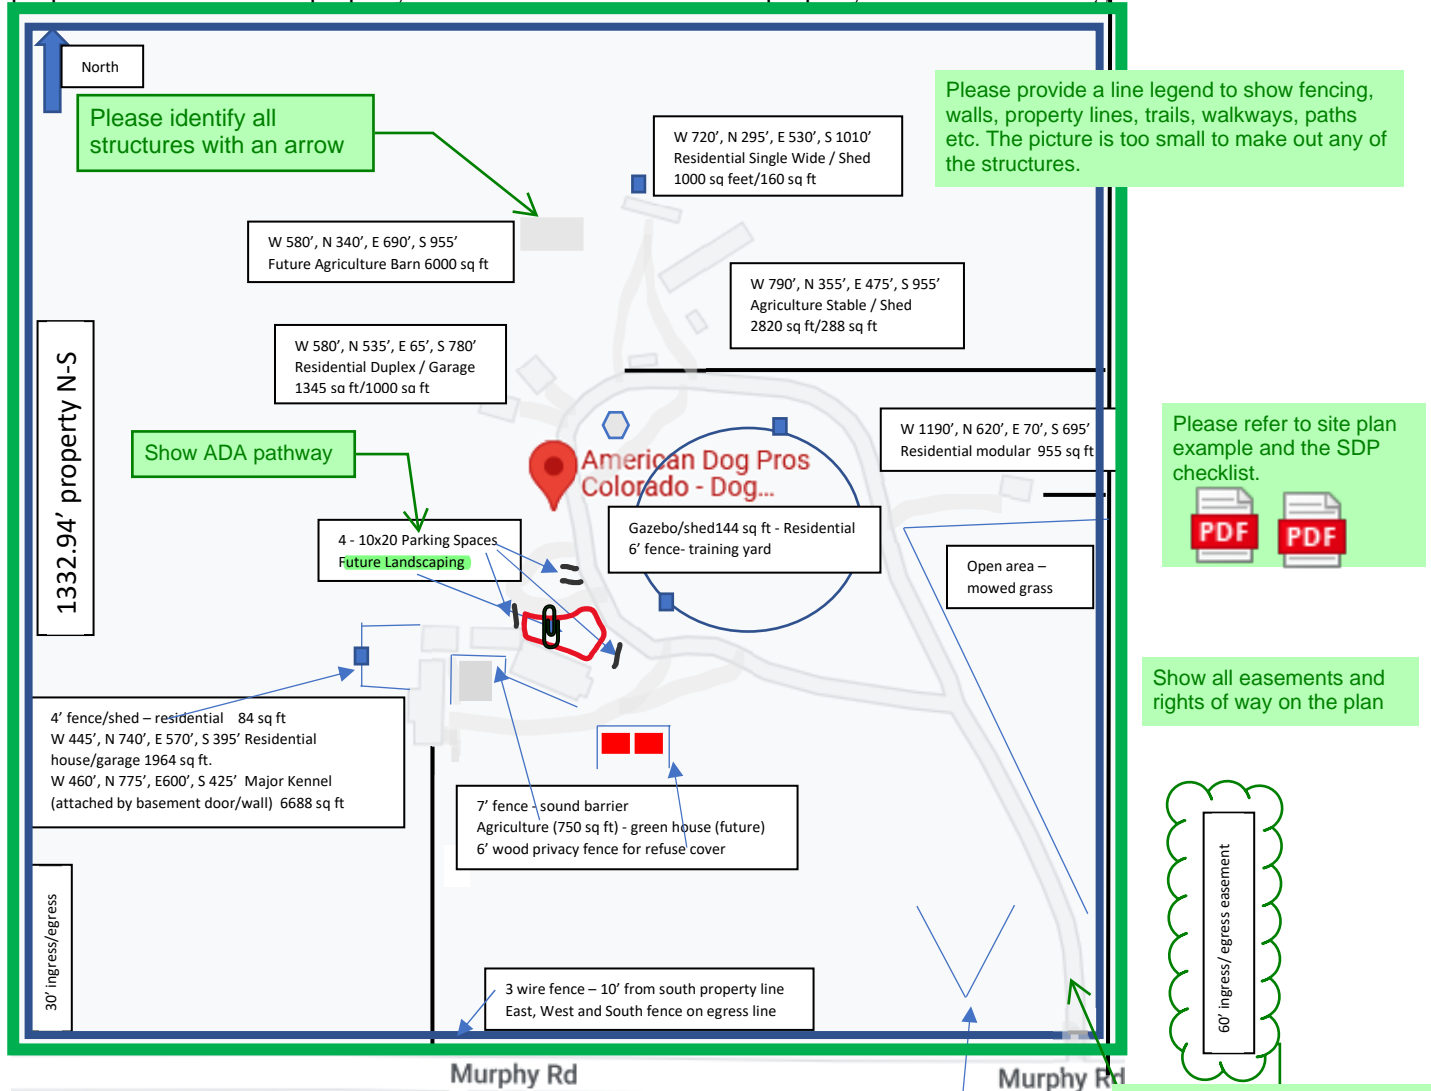 North
Please identify all
structures with an arrow
W 720’, N 295’, E 530’, S 1010’
Residential Single Wide / Shed
1000 sq feet/160 sq ft
Please provide a line legend to show fencing,
walls, property lines, trails, walkways, paths
etc. The picture is too small to make out any of
the structures.
W 580’, N 340’, E 690’, S 955’
Future Agriculture Barn 6000 sq ft
W 790’, N 355’, E 475’, S 955’
Agriculture Stable / Shed
2820 sq ft/288 sq ft
W 580’, N 535’, E 65’, S 780’
Residential Duplex / Garage
1345 sq ft/1000 sq ft
1332.94’ property N-S
Show ADA pathway
American Dog Pros
Colorado - Dog...
W 1190’, N 620’, E 70’, S 695’
Residential modular 955 sq ft
Please refer to site plan
example and the SDP
checklist.
PDF
PDF
4 - 10x20 Parking Spaces
Future Landscaping
Gazebo/shed144 sq ft - Residential
6’ fence- training yard
Open area –
mowed grass
Show all easements and
rights of way on the plan
4’ fence/shed – residential 84 sq ft
W 445’, N 740’, E 570’, S 395’ Residential
house/garage 1964 sq ft.
W 460’, N 775’, E600’, S 425’ Major Kennel
(attached by basement door/wall) 6688 sq ft
7’ fence - sound barrier
Agriculture (750 sq ft) - green house (future)
6’ wood privacy fence for refuse cover
30’ ingress/egress
60’ ingress/ egress easement
3 wire fence – 10’ from south property line
East, West and South fence on egress line
Murphy Rd
Murphy Rd